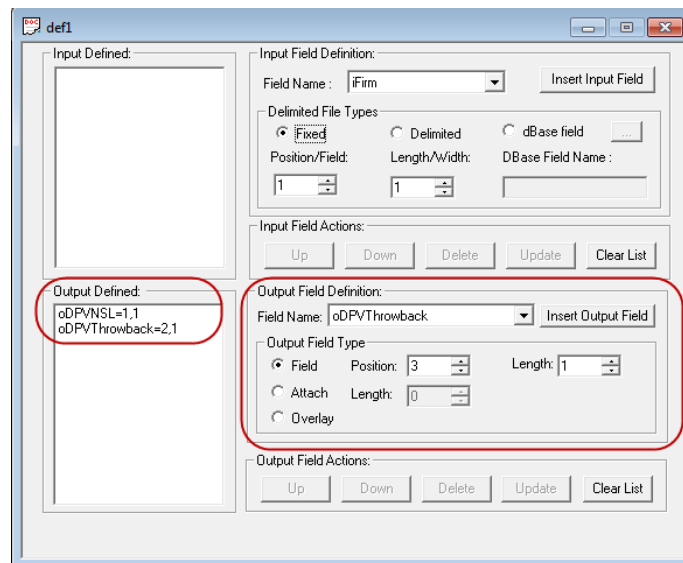 def1
Input Defined:
Input Field Definition:
Field Name :
iFirm
Insert Input Field
Delimited File Types
Fixed
Delimited
dBase field
...
Position/Field:
Length/Width:
DBase Field Name :
1
1
Input Field Actions:
Up
Down
Delete
Update
Clear List
Output Defined:
oDPVNSL=1,1
oDPVThrowback=2,1
Output Field Definition:
Field Name:
oDPVThrowback
Insert Output Field
Output Field Type
Field
Position:
3
Length:
1
Attach
Length:
0
Overlay
Output Field Actions:
Up
Down
Delete
Update
Clear List